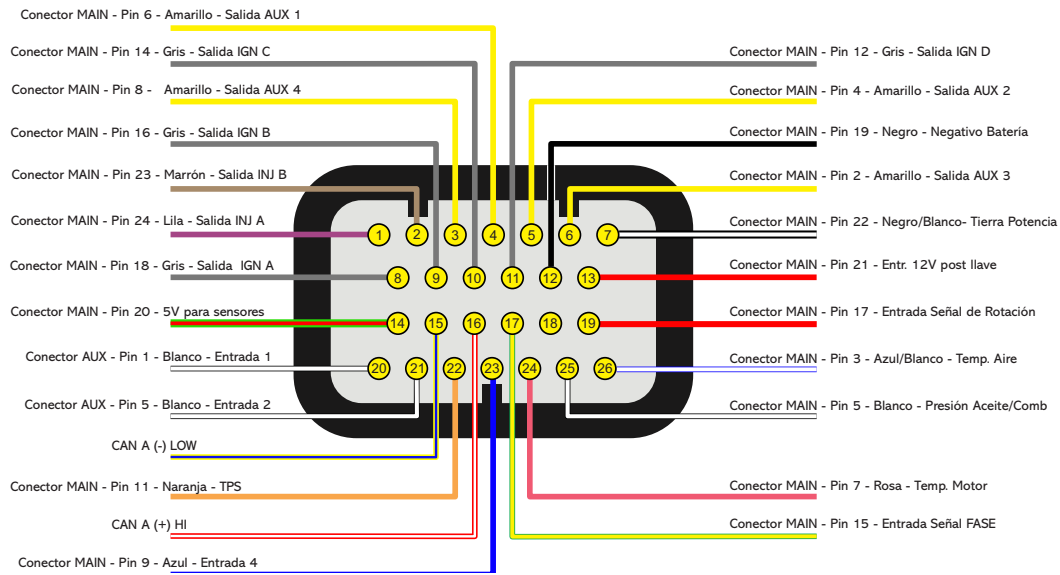 Conector MAIN - Pin 6 - Amarillo - Salida AUX 1
Conector MAIN - Pin 14 - Gris - Salida IGN C
Conector MAIN - Pin 8 - Amarillo - Salida AUX 4
Conector MAIN - Pin 16 - Gris - Salida IGN B
Conector MAIN - Pin 23 - Marrón - Salida INJ B
Conector MAIN - Pin 24 - Lila - Salida INJ A
Conector MAIN - Pin 18 - Gris - Salida IGN A
Conector MAIN - Pin 20 - 5V para sensores
Conector AUX - Pin 1 - Blanco - Entrada 1
Conector AUX - Pin 5 - Blanco - Entrada 2
CAN A (-) LOW
Conector MAIN - Pin 11 - Naranja - TPS
CAN A (+) HI
Conector MAIN - Pin 9 - Azul - Entrada 4
1 2 3 4 5 6 7
8 9 10 11 12 13
14 15 16 17 18 19
20 21 22 23 24 25 26
Conector MAIN - Pin 12 - Gris - Salida IGN D
Conector MAIN - Pin 4 - Amarillo - Salida AUX 2
Conector MAIN - Pin 19 - Negro - Negativo Batería
Conector MAIN - Pin 2 - Amarillo - Salida AUX 3
Conector MAIN - Pin 22 - Negro/Blanco- Tierra Potencia
Conector MAIN - Pin 21 - Entr. 12V post llave
Conector MAIN - Pin 17 - Entrada Señal de Rotación
Conector MAIN - Pin 3 - Azul/Blanco - Temp. Aire
Conector MAIN - Pin 5 - Blanco - Presión Aceite/Comb
Conector MAIN - Pin 7 - Rosa - Temp. Motor
Conector MAIN - Pin 15 - Entrada Señal FASE